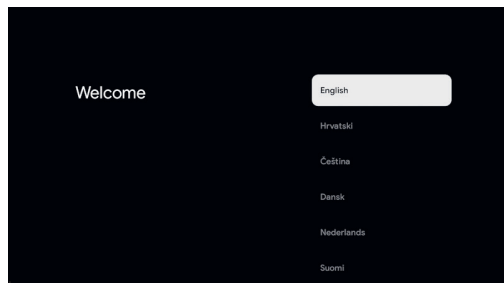 Welcome
English
Hrvatski
Čeština
Dansk
Nederlands
Suomi